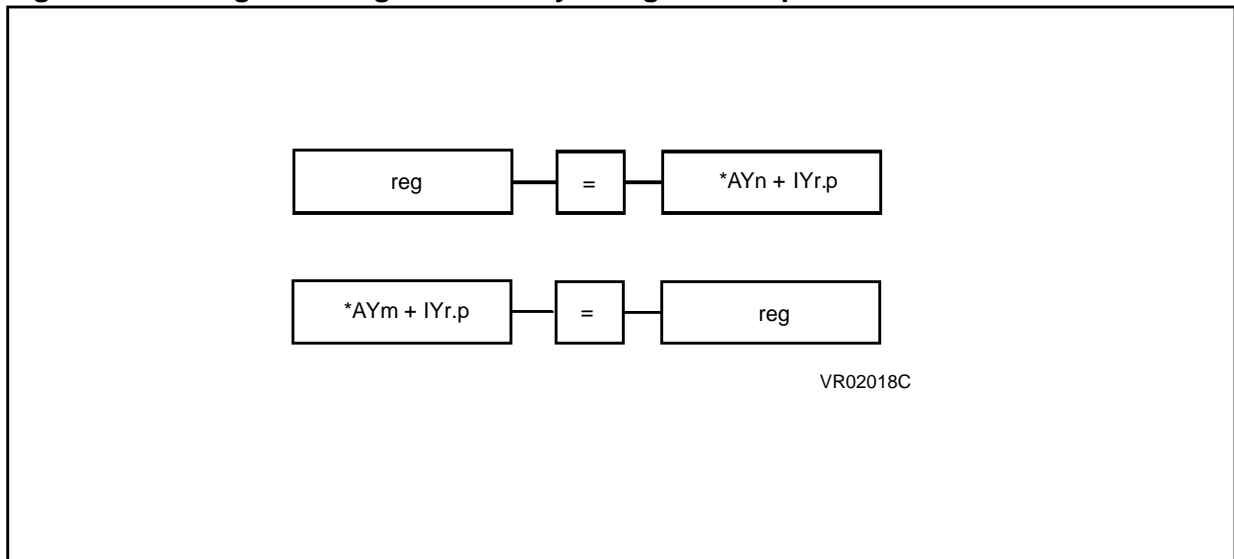 reg = *AYn + IYr.p
*AYm + IYr.p = reg
VR02018C